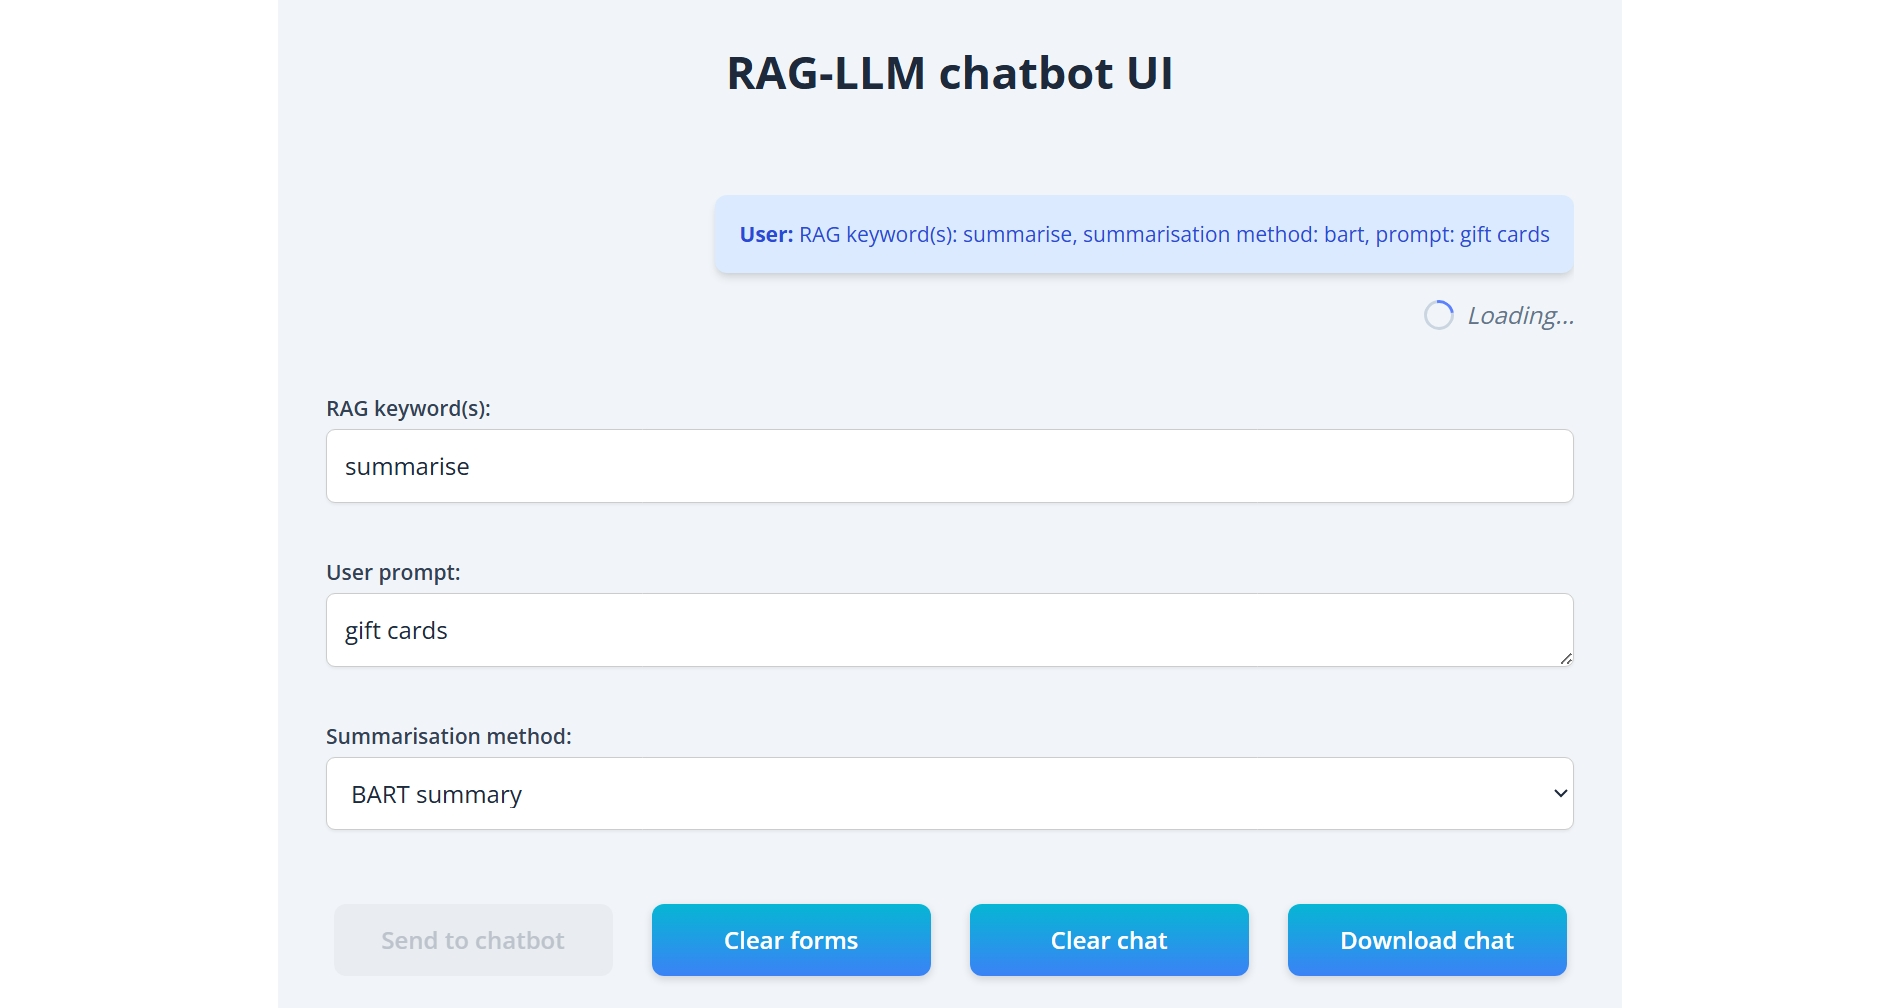 RAG-LLM chatbot UI
User: RAG keyword(s): summarise, summarisation method: bart, prompt: gift cards
Loading...
RAG keyword(s):
summarise
User prompt:
gift cards
Summarisation method:
BART summary
Send to chatbot
Clear forms
Clear chat
Download chat